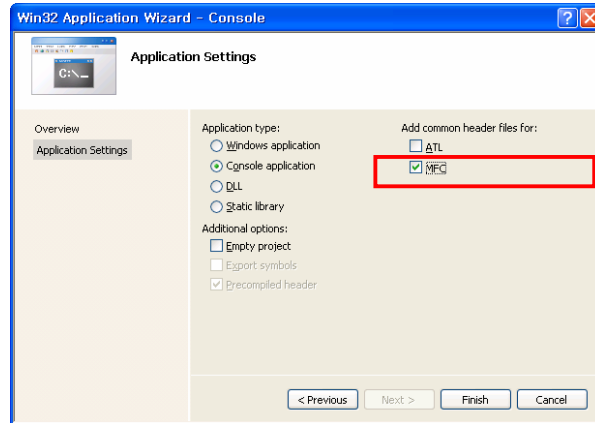 Win32 Application Wizard - Console
C:\_
Application Settings
Overview
Application Settings
Application type:
Windows application
Console application
DLL
Static library
Additional options:
Empty project
Export symbols
Precompiled header
Add common header files for:
ATL
MFC
< Previous
Next >
Finish
Cancel